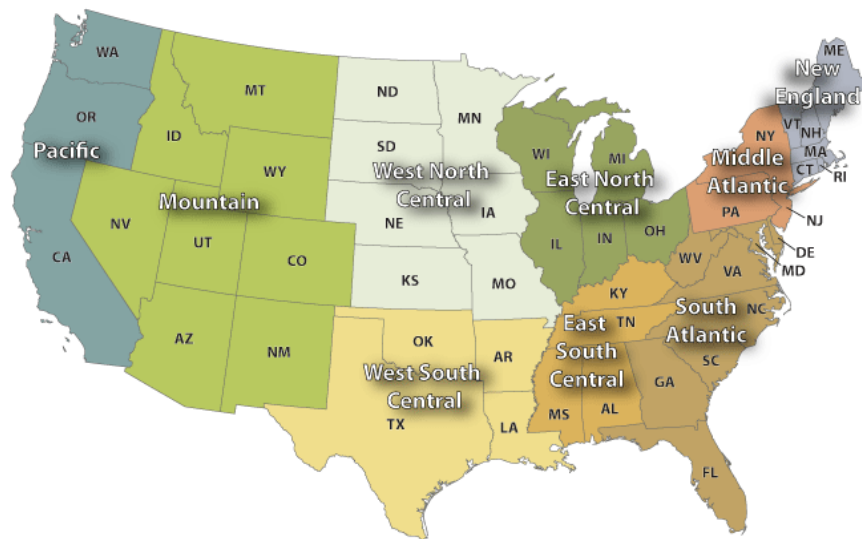 WA
OR
Pacific
CA
MT
ID
WY
Mountain
NV
UT
CO
AZ
NM
ND
MN
SD
West North
Central
NE
IA
KS
MO
WI
MI
East North
Central
IL
IN
OH
ME
New
England
VT
NH
MA
CT
RI
NY
Middle
Atlantic
PA
NJ
DE
MD
WV
VA
South
Atlantic
NC
SC
GA
FL
KY
TN
East
South
Central
MS
AL
OK
AR
West South
Central
TX
LA